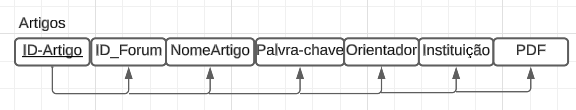 Artigos
ID-Artigo ID_Forum NomeArtigo Palvra-chave Orientador Instituição PDF